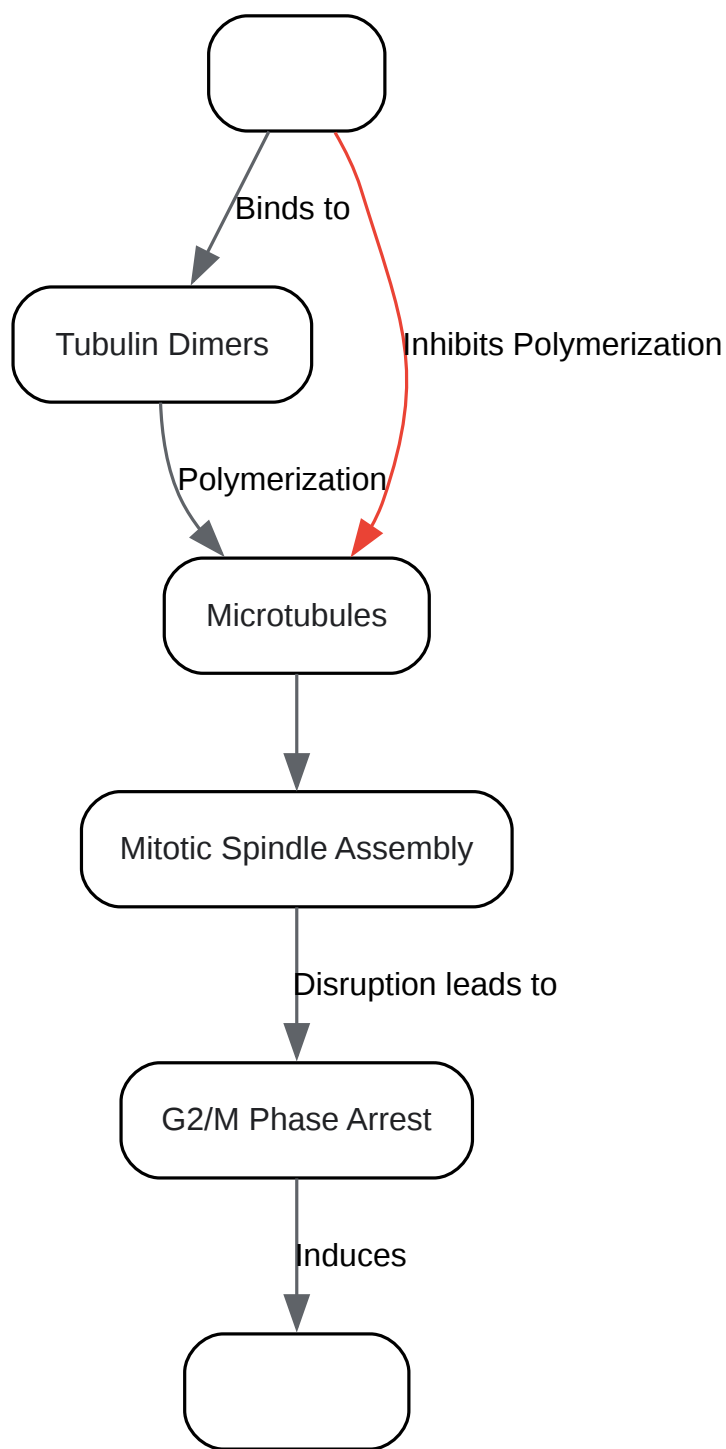 Binds to
Tubulin Dimers
Inhibits Polymerization
Polymerization
Microtubules
Mitotic Spindle Assembly
Disruption leads to
G2/M Phase Arrest
Induces